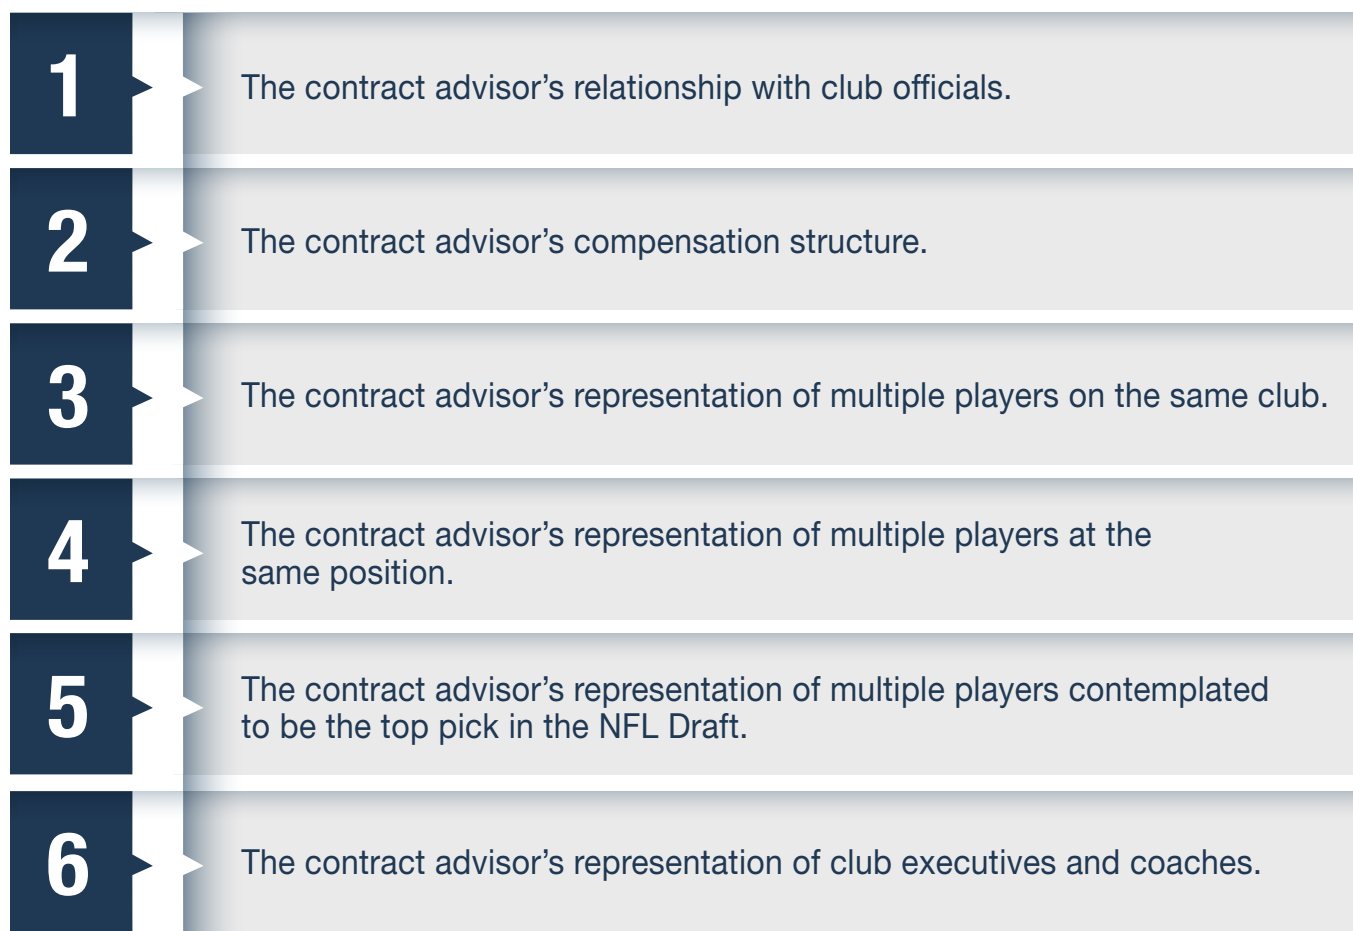 1
The contract advisor’s relationship with club officials.
2
The contract advisor’s compensation structure.
3
The contract advisor’s representation of multiple players on the same club.
4
The contract advisor’s representation of multiple players at the
same position.
5
The contract advisor’s representation of multiple players contemplated
to be the top pick in the NFL Draft.
6
The contract advisor’s representation of club executives and coaches.